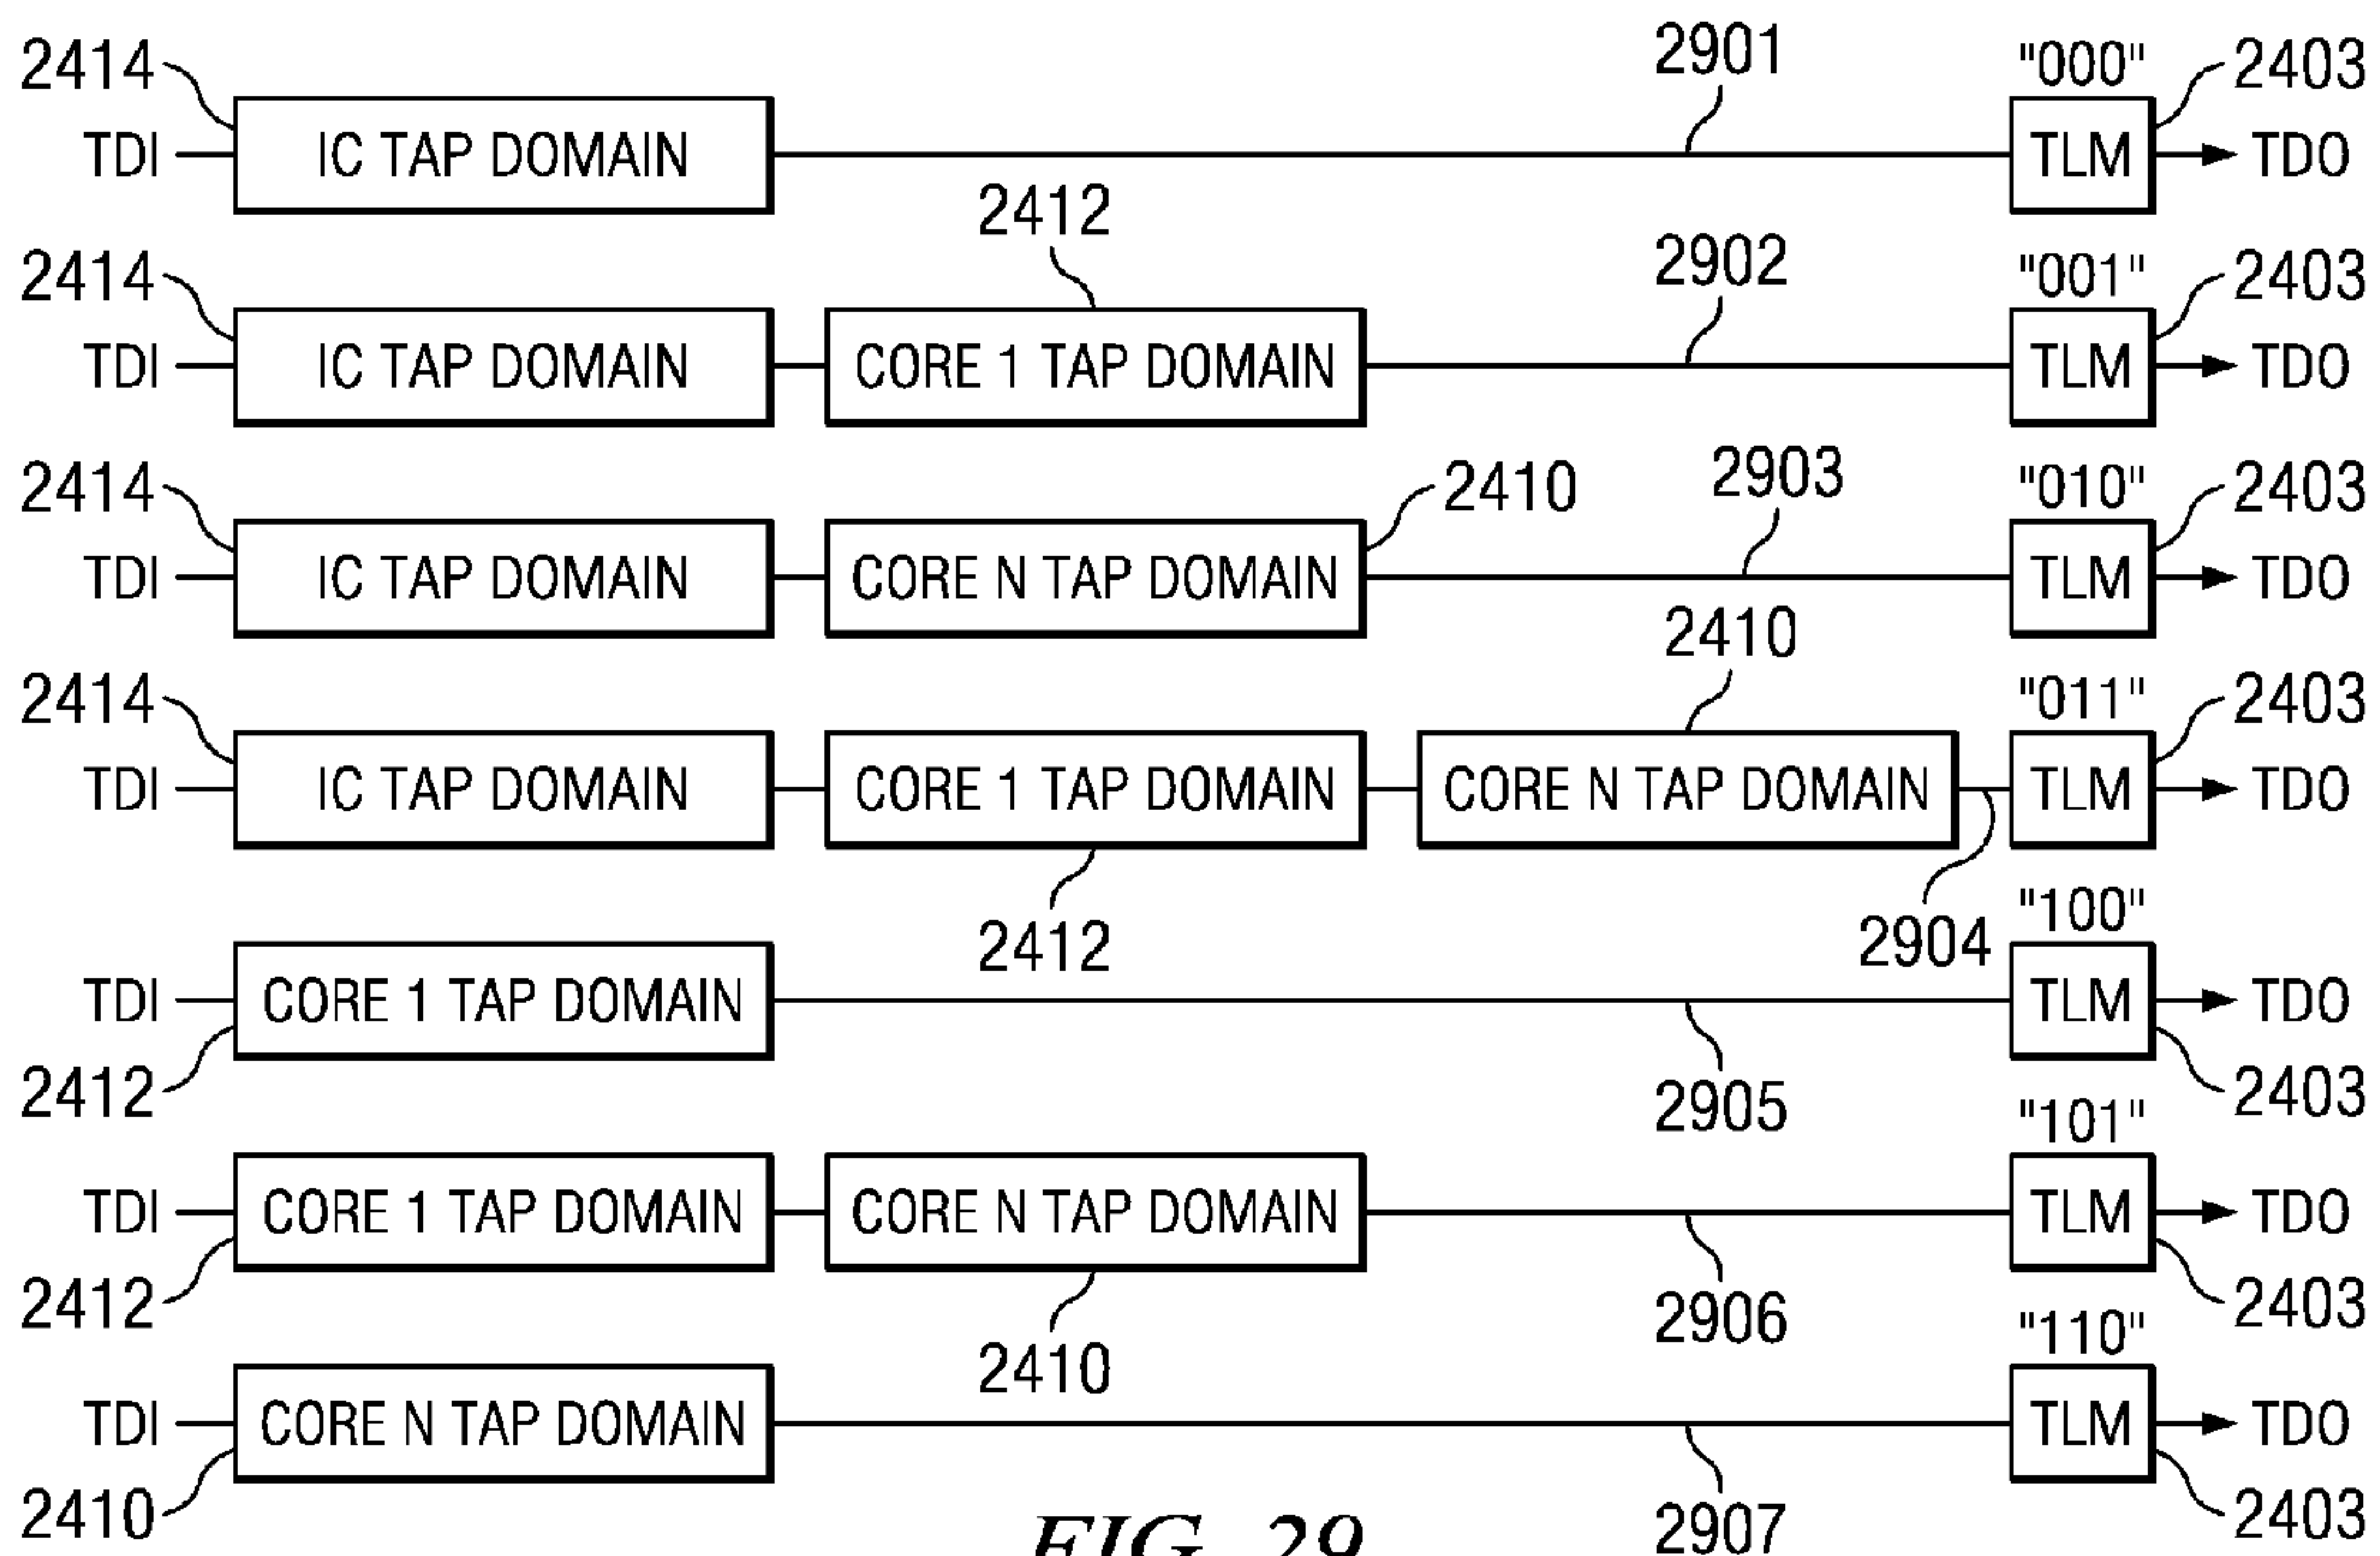 2901
"000"
2414
2403
TDI
IC TAP DOMAIN
TLM
TDO
2412
2902
"001"
2414
2403
TDI
IC TAP DOMAIN
CORE 1 TAP DOMAIN
TLM
TDO
2410
2903
"010"
2414
2403
TDI
IC TAP DOMAIN
CORE N TAP DOMAIN
TLM
TDO
2410
"011"
2414
2403
TDI
IC TAP DOMAIN
CORE 1 TAP DOMAIN
CORE N TAP DOMAIN
TLM
TDO
2412
2904
"100"
TDI
CORE 1 TAP DOMAIN
TLM
TDO
2412
2905
2403
"101"
TDI
CORE 1 TAP DOMAIN
CORE N TAP DOMAIN
TLM
TDO
2412
2410
2906
2403
"110"
TDI
CORE N TAP DOMAIN
TLM
TDO
2410
2907
2403
FIG. 29